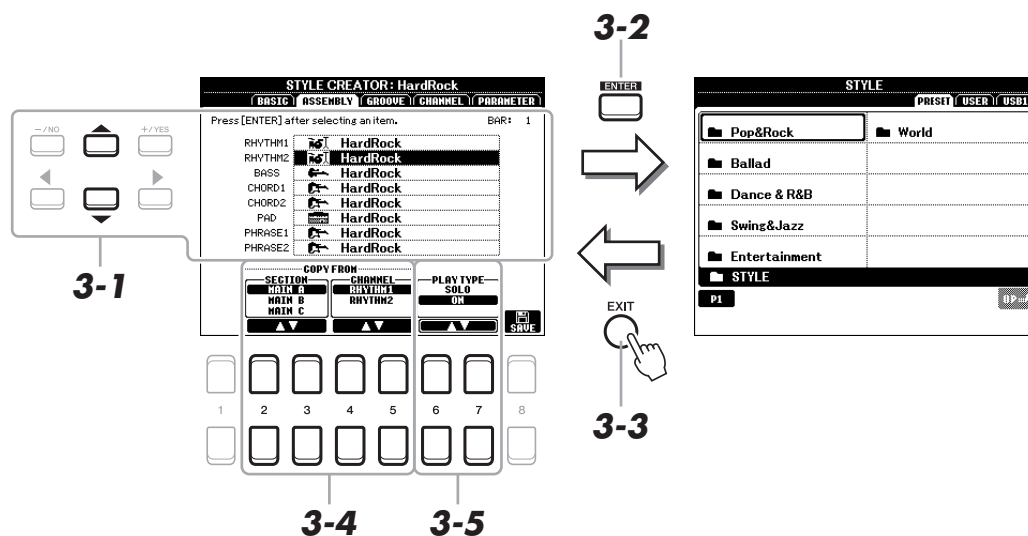 3-2
ENTER
STYLE CREATOR: HardRock
BASIC ASSEMBLY GROOVE CHANNEL PARAMETER
Press [ENTER] after selecting an item. BAR: 1
RHYTHM1 HardRock
RHYTHM2 HardRock
BASS HardRock
CHORD1 HardRock
CHORD2 HardRock
PAD HardRock
PHRASE1 HardRock
PHRASE2 HardRock
COPY FROM
SECTION CHANNEL PLAY TYPE
MAIN A RHYTHM1 SOLO
MAIN B RHYTHM2 ON
MAIN C
SAVE
-/NO +/YES
3-1
STYLE
PRESET USER USB1
Pop&Rock World
Ballad
Dance & R&B
Swing&Jazz
Entertainment
STYLE
P1
EXIT
3-3
1 2 3 4 5 6 7 8
3-4 3-5